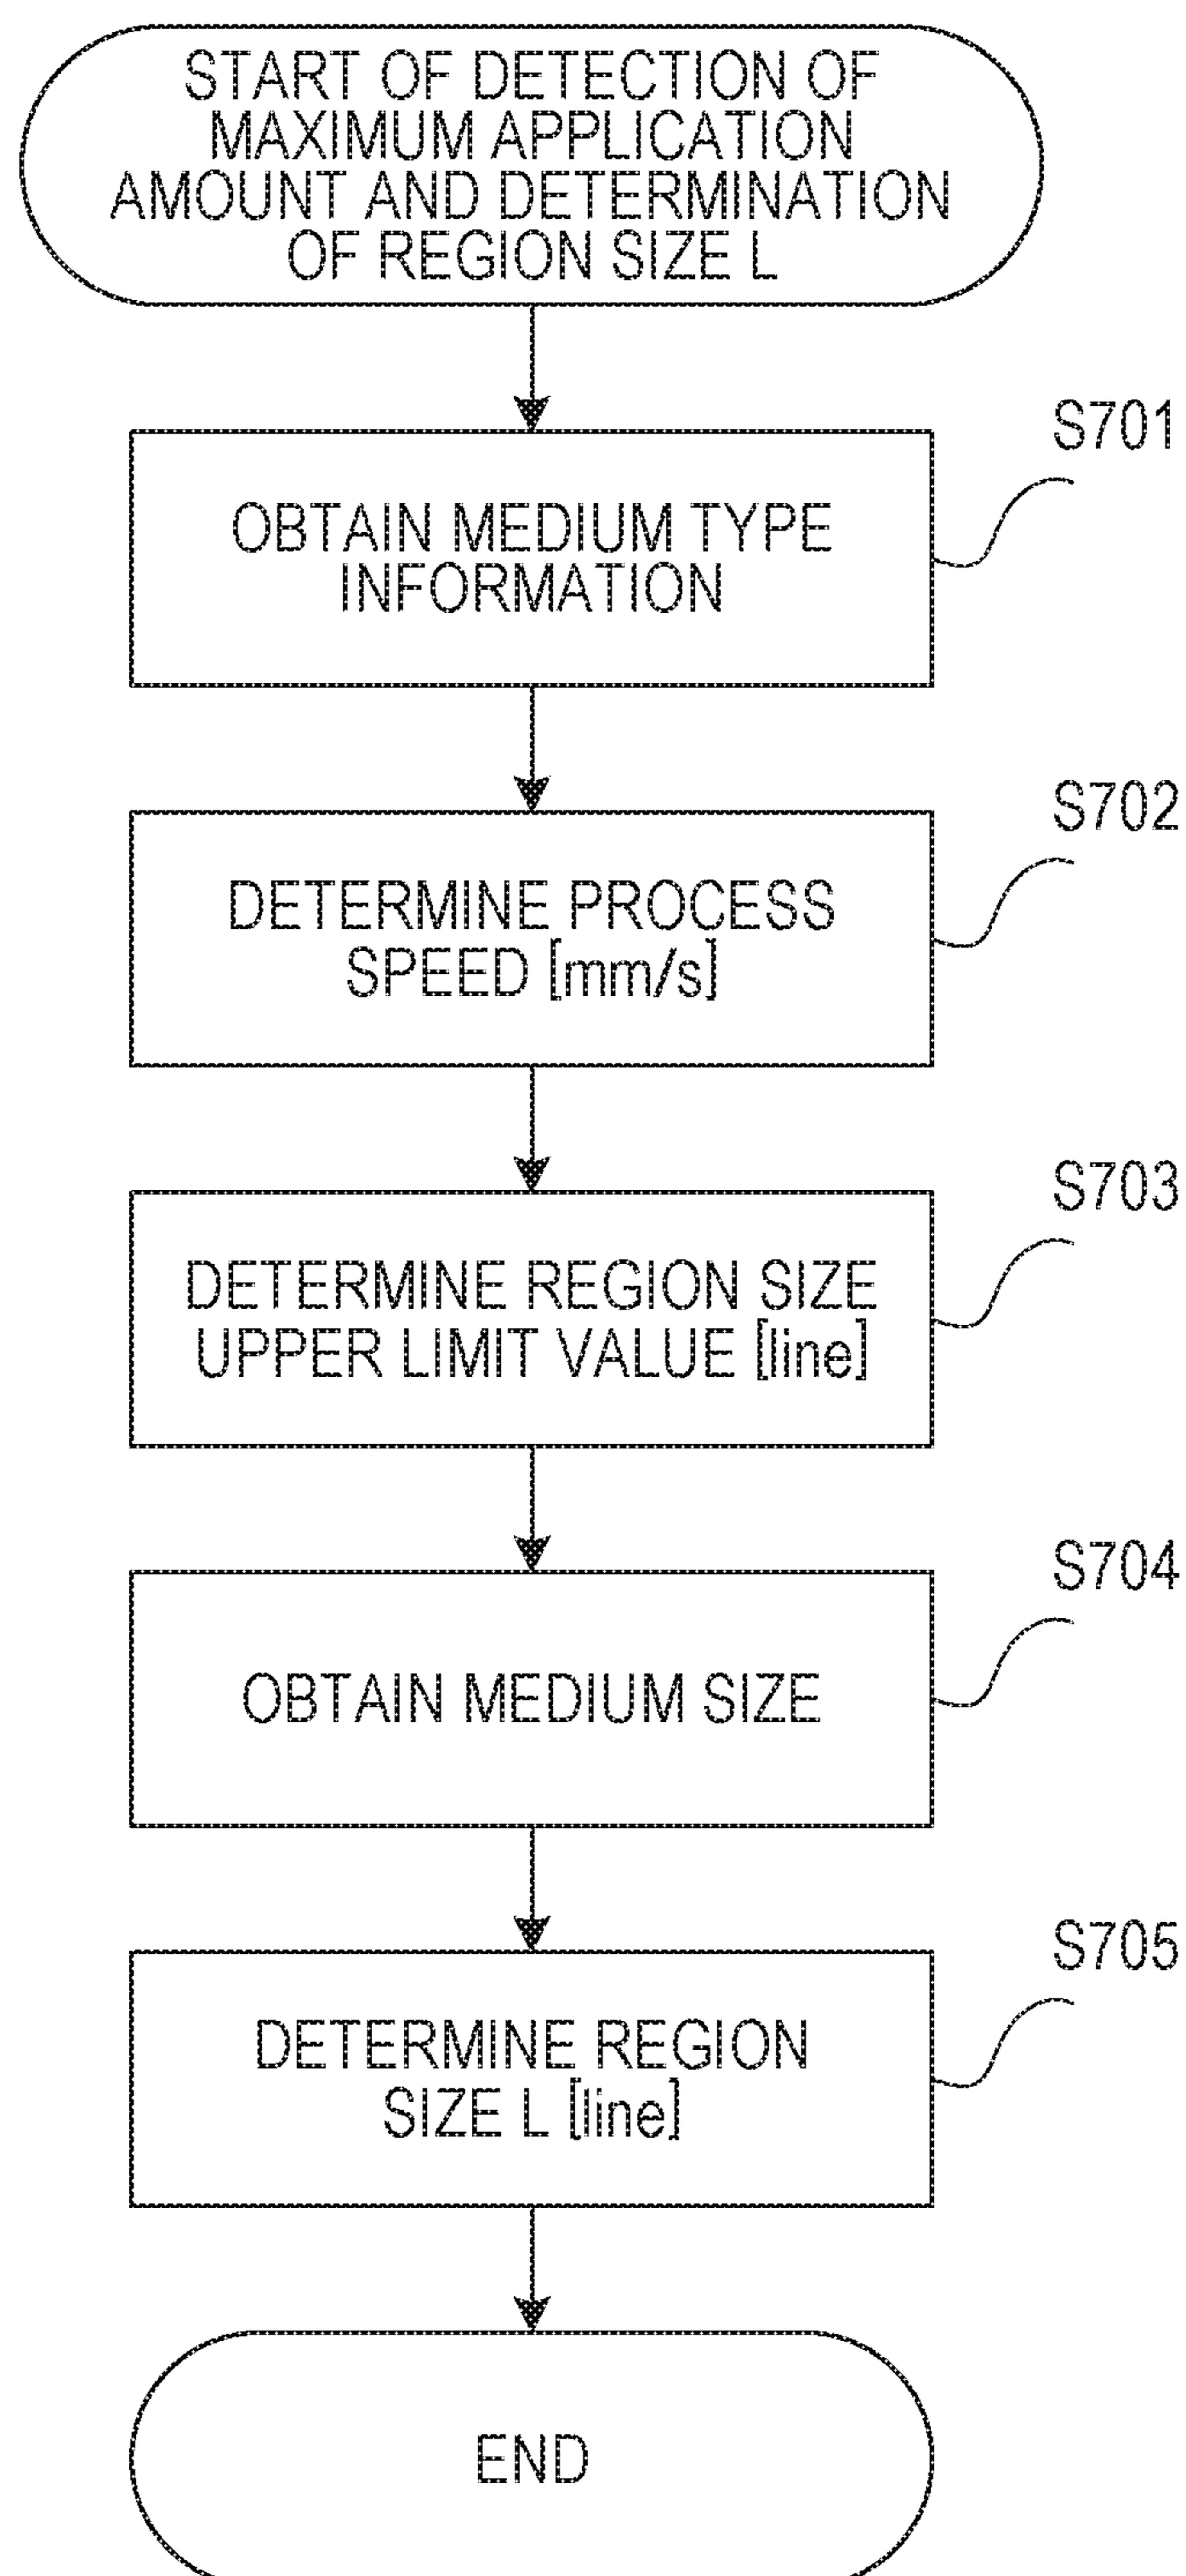 START OF DETECTION OF
MAXIMUM APPLICATION
AMOUNT AND DETERMINATION
OF REGION SIZE L
S701
OBTAIN MEDIUM TYPE
INFORMATION
S702
DETERMINE PROCESS
SPEED [mm/s]
S703
DETERMINE REGION SIZE
UPPER LIMIT VALUE [line]
S704
OBTAIN MEDIUM SIZE
S705
DETERMINE REGION
SIZE L [line]
END